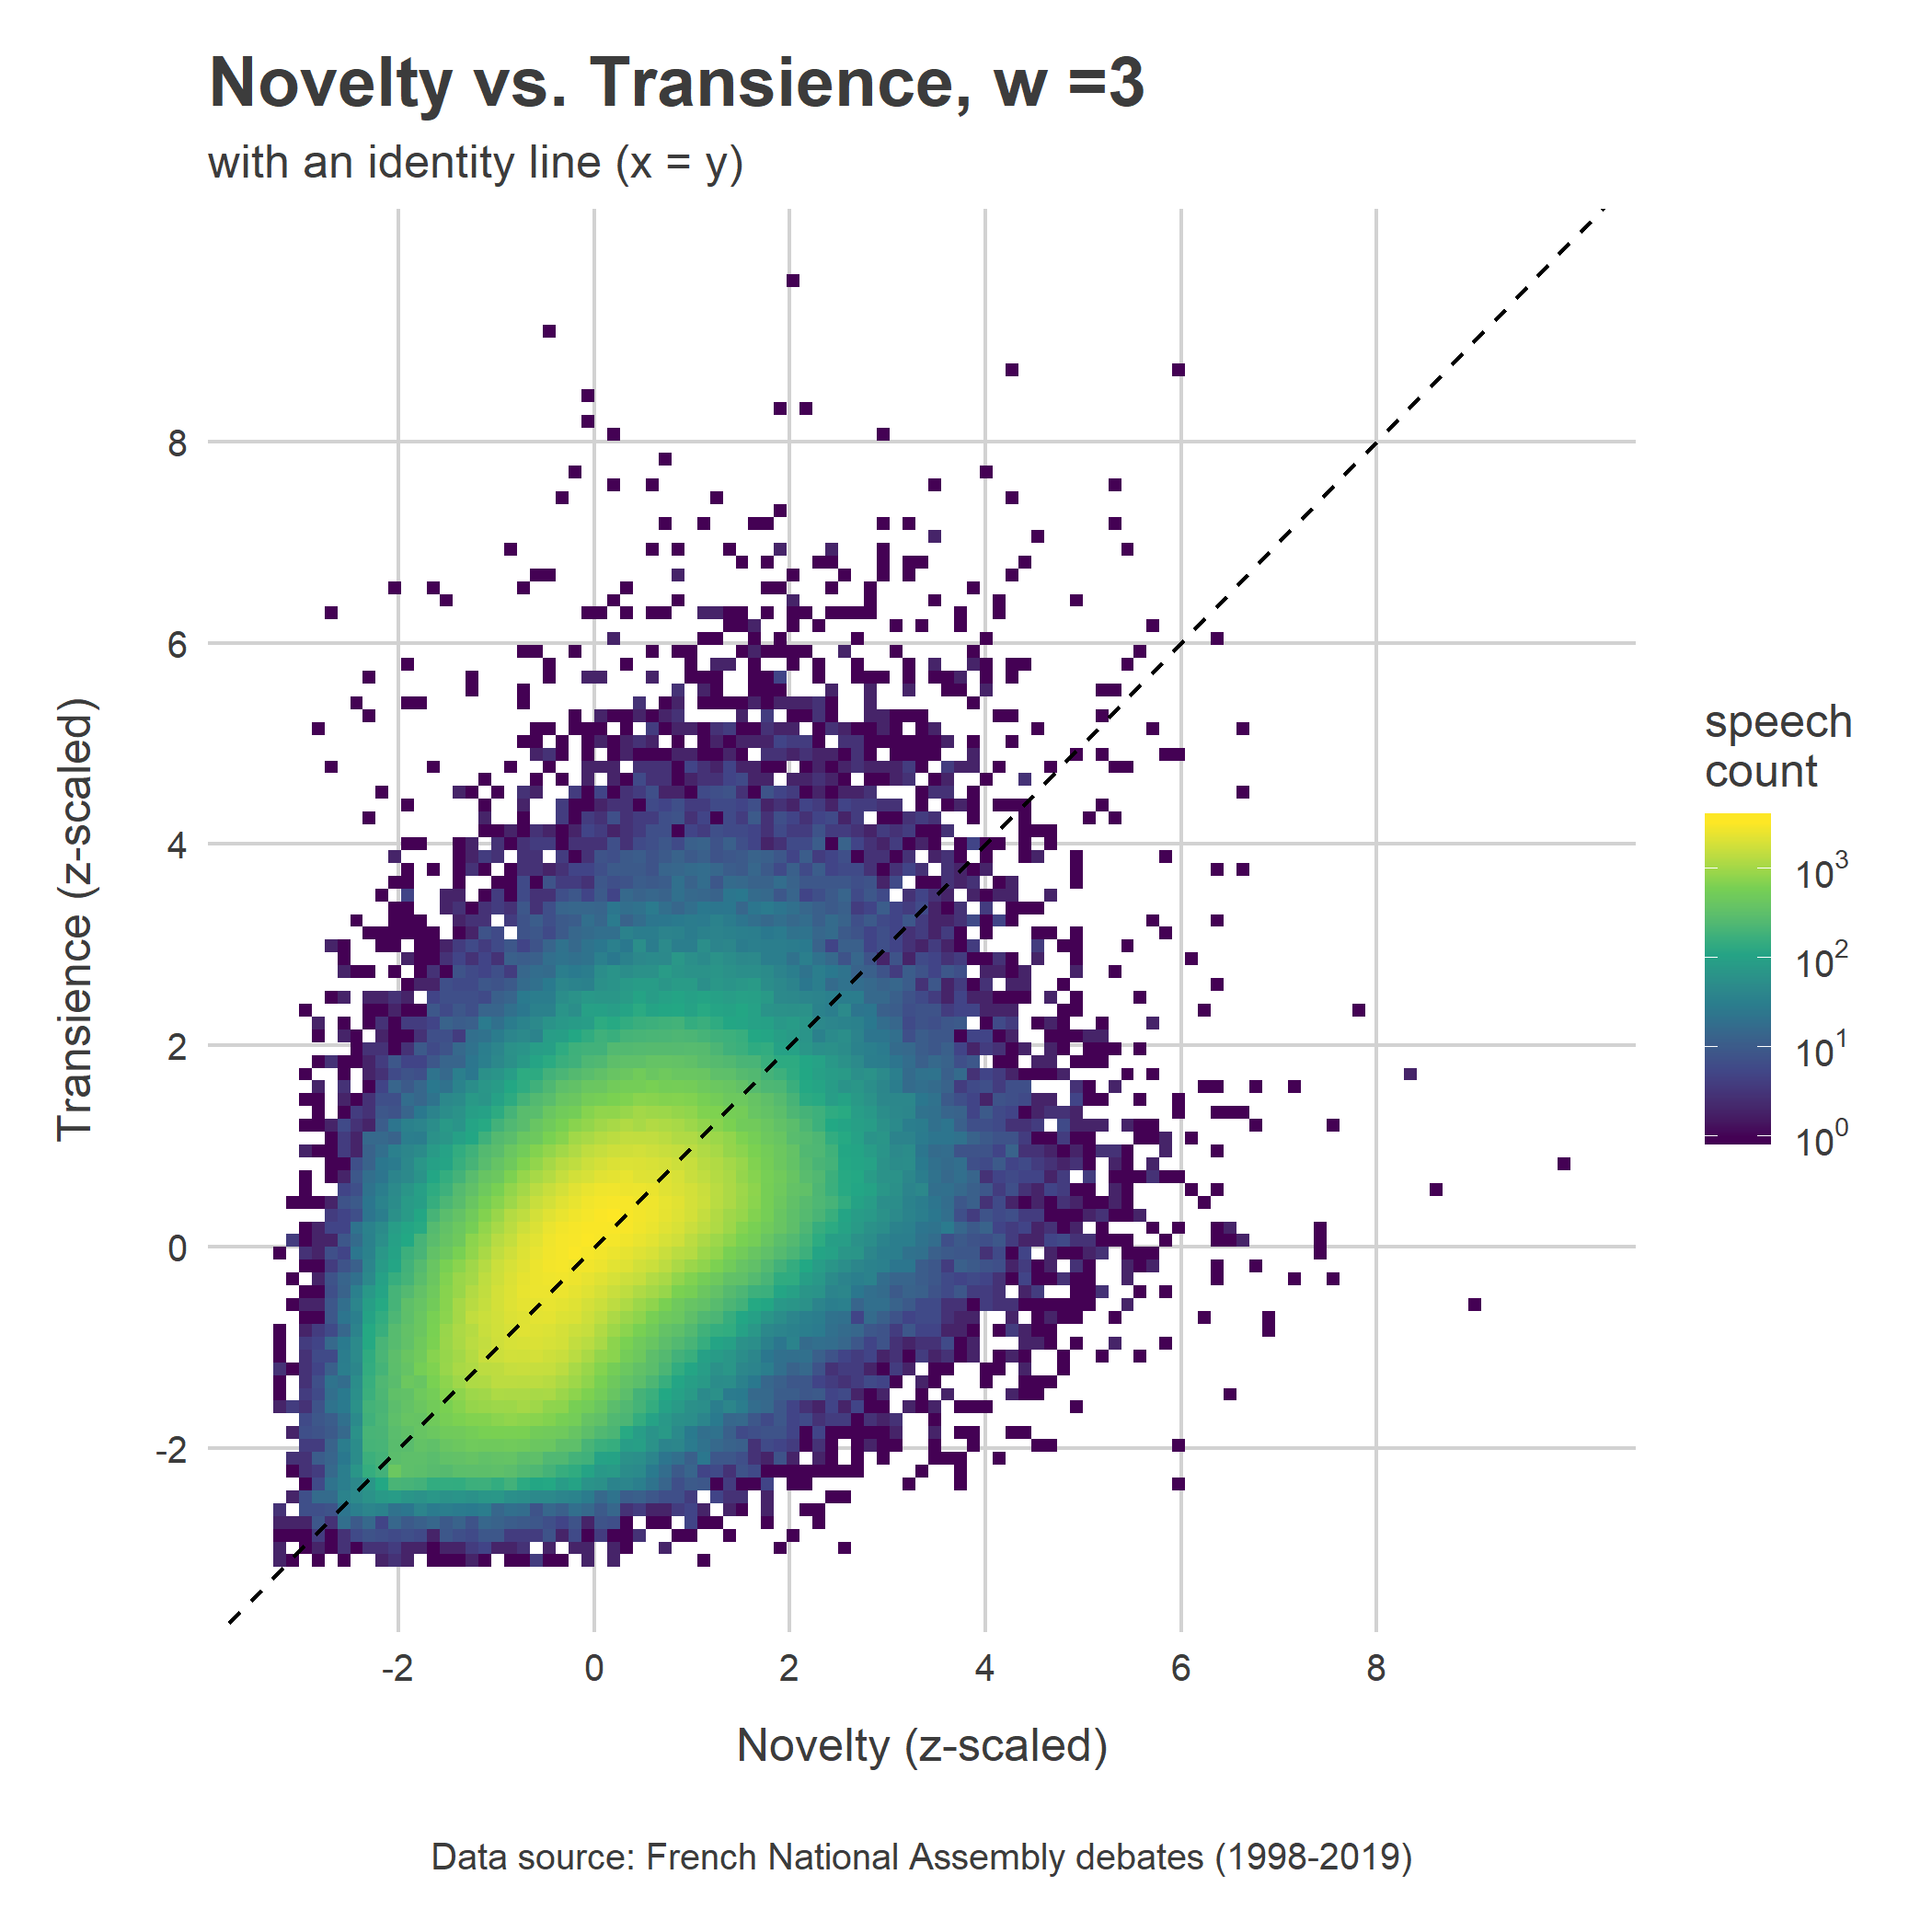 Novelty vs. Transience, w =3
with an identity line (x = y)
Transience (z-scaled)
8
6
4
2
0
-2
-2 0 2 4 6 8
Novelty (z-scaled)
speech
count
10³
10²
10¹
10⁰
Data source: French National Assembly debates (1998-2019)